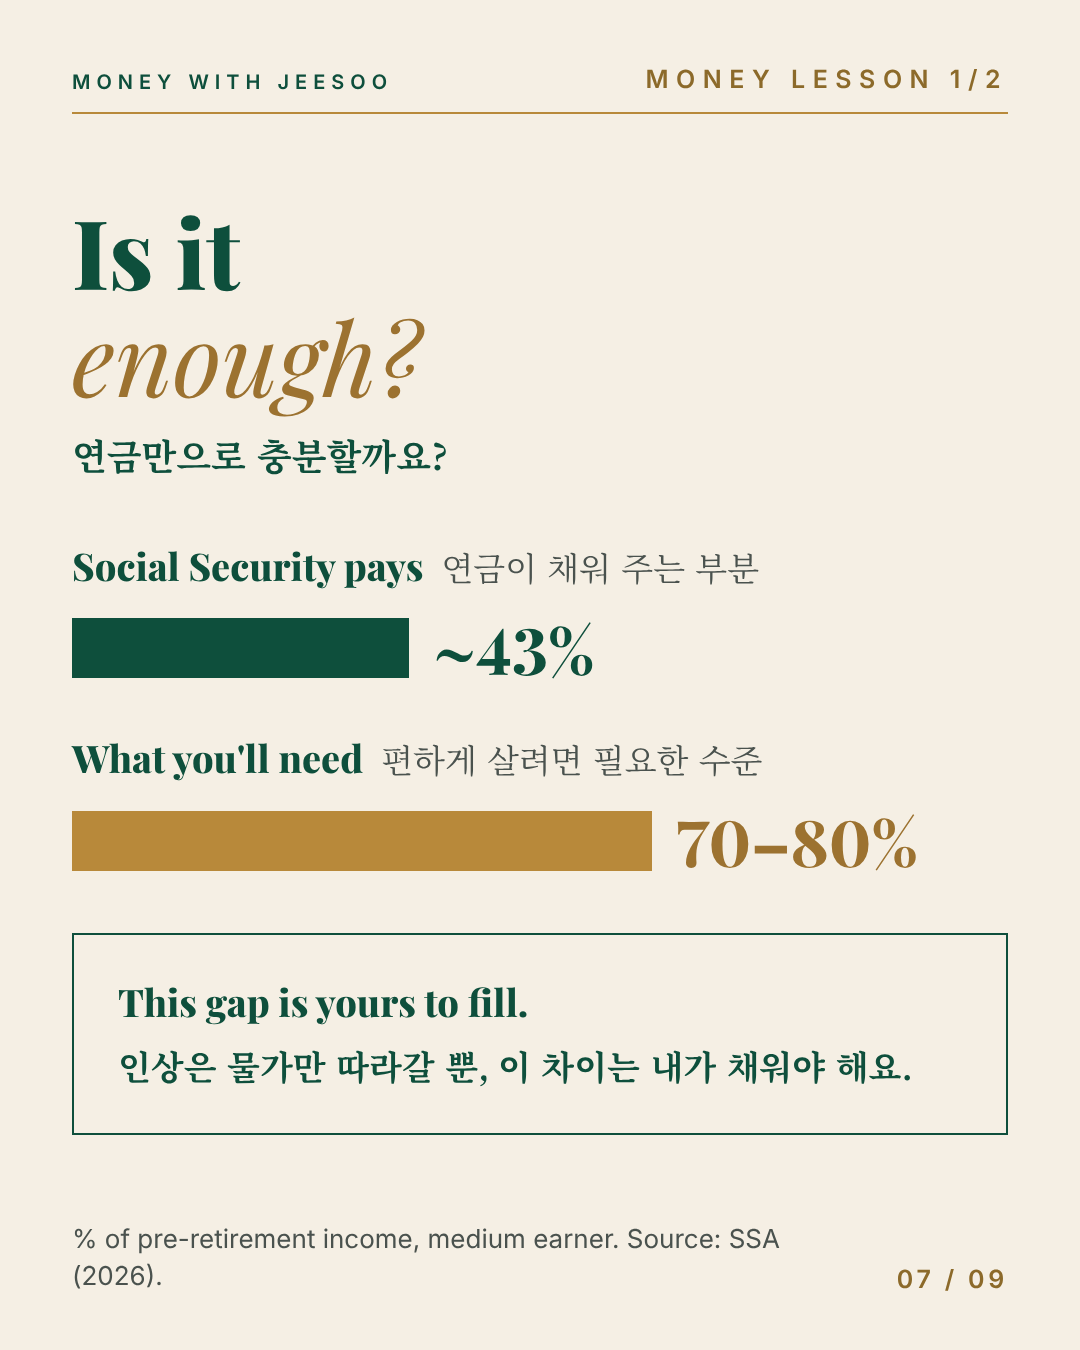 MONEY WITH JEESOO
MONEY LESSON 1/2
Is it
enough?
연금만으로 충분할까요?
Social Security pays 연금이 채워 주는 부분
~43%
What you'll need 편하게 살려면 필요한 수준
70–80%
This gap is yours to fill.
인상은 물가만 따라갈 뿐, 이 차이는 내가 채워야 해요.
% of pre-retirement income, medium earner. Source: SSA
(2026).
07 / 09